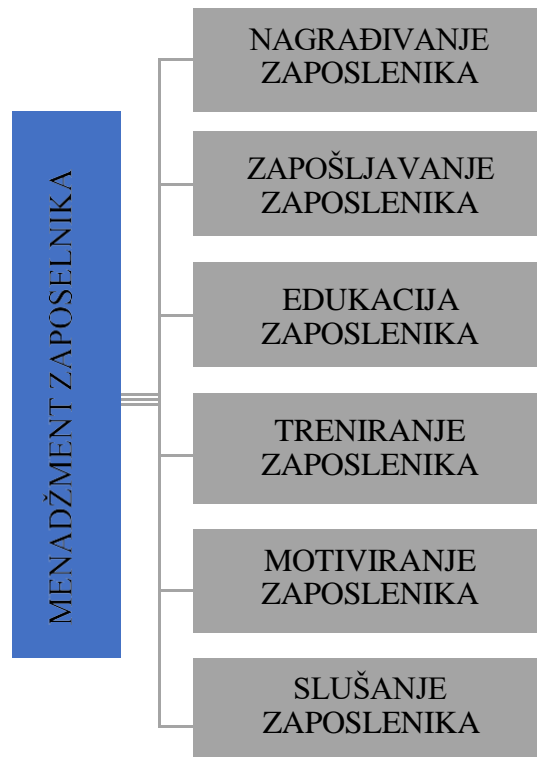 MENADŽMENT ZAPOSELNIKA
NAGRAĐIVANJE
ZAPOSLENIKA
ZAPOŠLJAVANJE
ZAPOSLENIKA
EDUKACIJA
ZAPOSLENIKA
TRENIRANJE
ZAPOSLENIKA
MOTIVIRANJE
ZAPOSLENIKA
SLUŠANJE
ZAPOSLENIKA